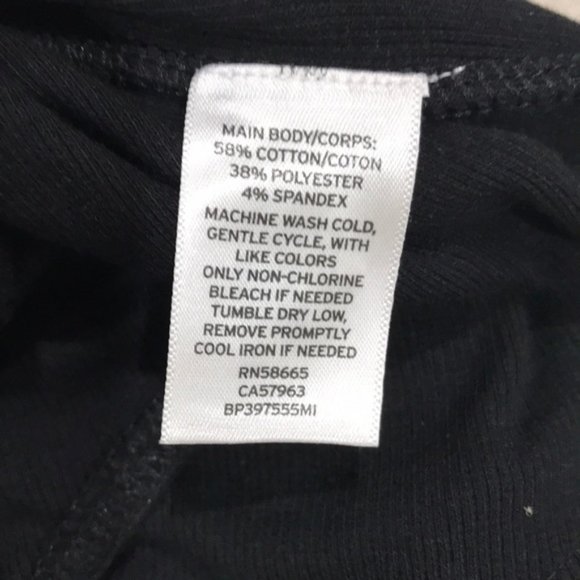 MAIN BODY/CORPS:
58% COTTON/COTON
38% POLYESTER
4% SPANDEX
MACHINE WASH COLD,
GENTLE CYCLE, WITH
LIKE COLORS
ONLY NON-CHLORINE
BLEACH IF NEEDED
TUMBLE DRY LOW,
REMOVE PROMPTLY
COOL IRON IF NEEDED
RN58665
CA57963
BP397555MI